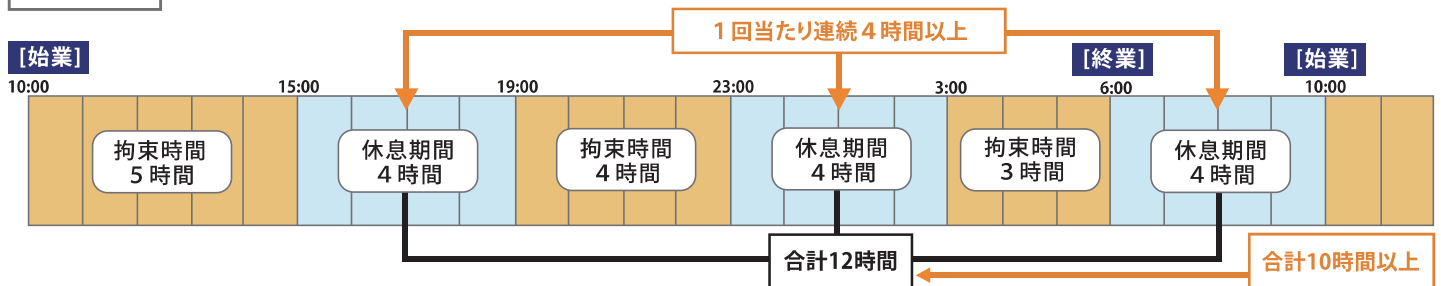 1回当たり連続4時間以上
[始業]
[終業]
[始業]
10:00
15:00
19:00
23:00
3:00
6:00
10:00
拘束時間
5時間
休息期間
4時間
拘束時間
4時間
休息期間
4時間
拘束時間
3時間
休息期間
4時間
合計12時間
合計10時間以上